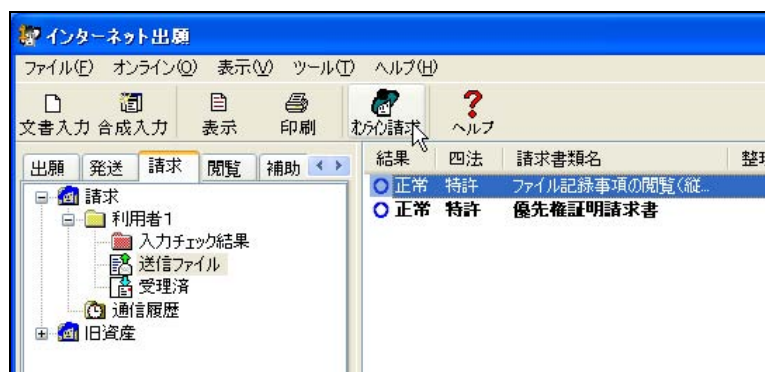 インターネット出願
ファイル(F) オンライン(O) 表示(V) ツール(T) ヘルプ(H)
文書入力 合成入力 表示 印刷 オンライン請求 ヘルプ
出願 発送 請求 閲覧 補助
結果 四法 請求書類名 整理
正常 特許 ファイル記録事項の閲覧(縦...
正常 特許 優先権証明請求書
請求
利用者1
入力チェック結果
送信ファイル
受理済
通信履歴
旧資産